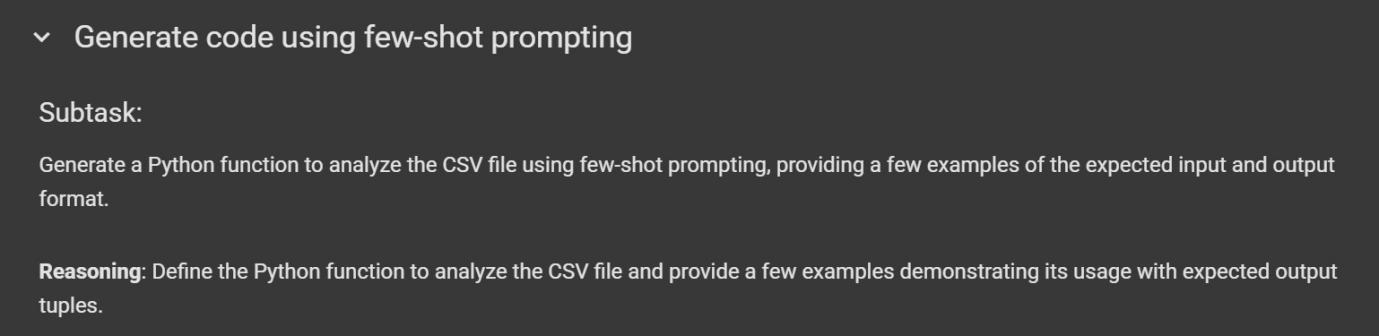 Generate code using few-shot prompting
Subtask:
Generate a Python function to analyze the CSV file using few-shot prompting, providing a few examples of the expected input and output
format.
Reasoning: Define the Python function to analyze the CSV file and provide a few examples demonstrating its usage with expected output
tuples.